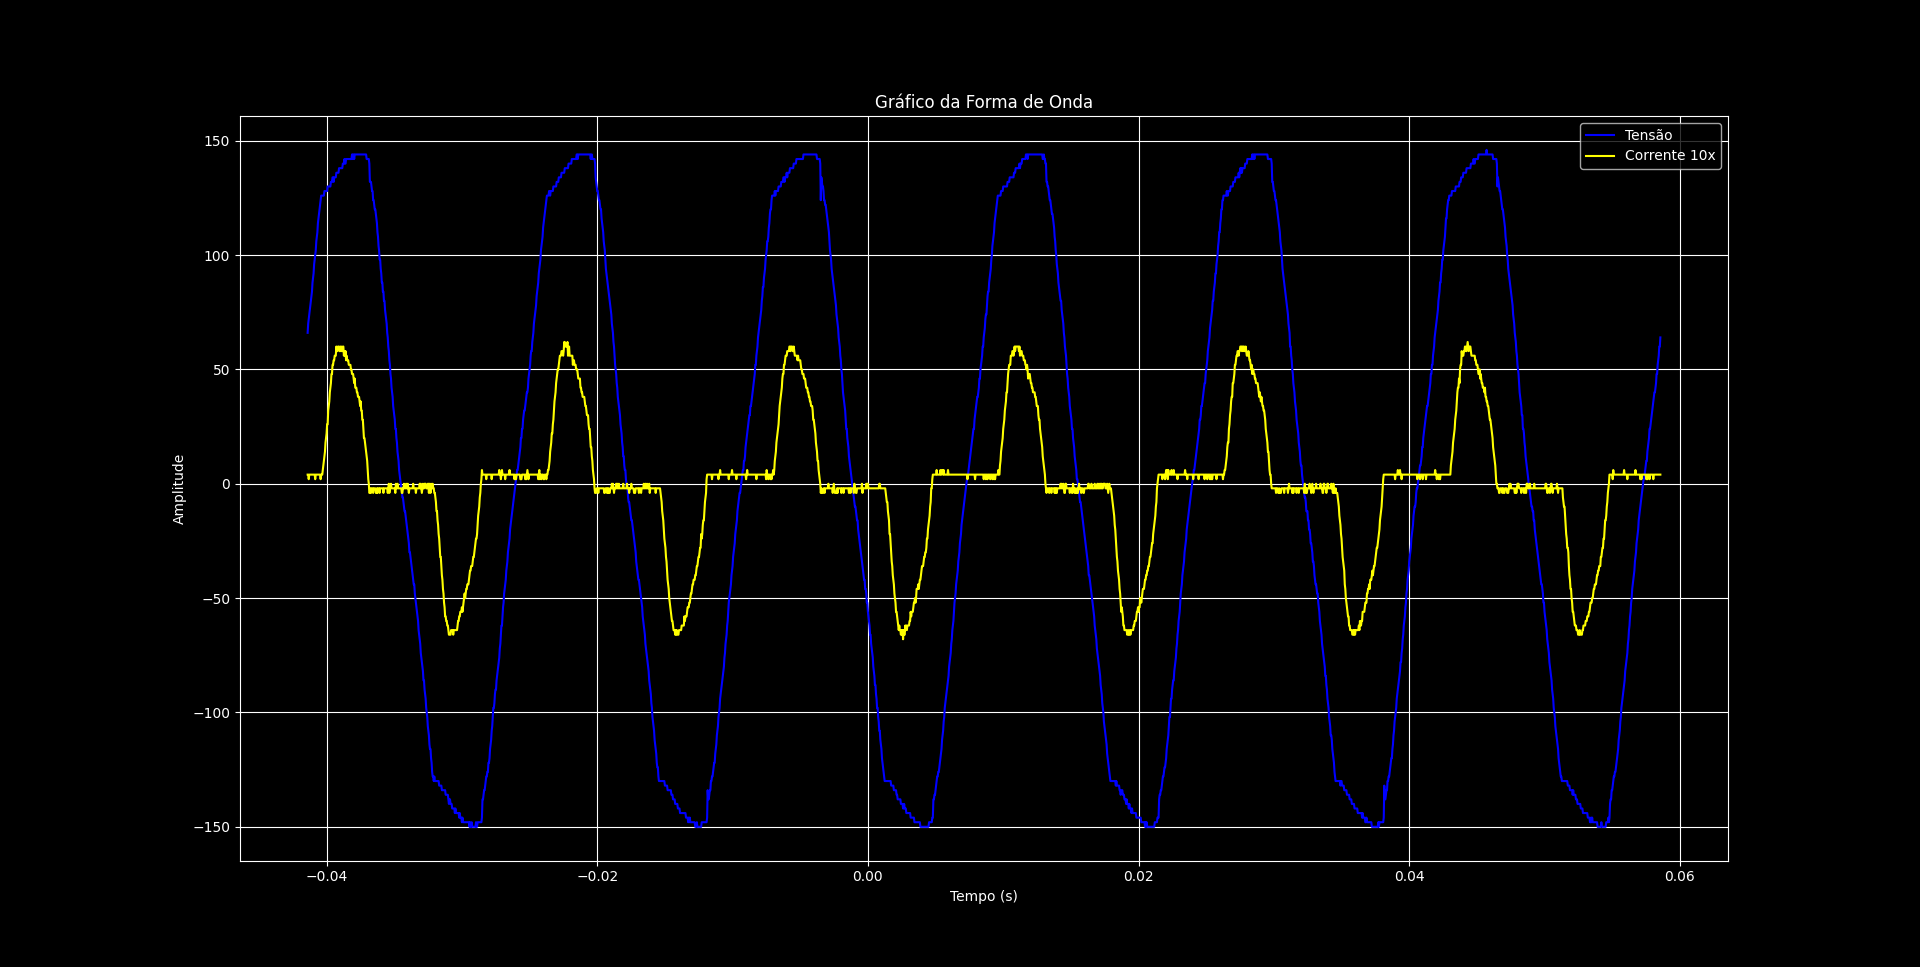 Gráfico da Forma de Onda
Tensão
Corrente 10x
150
100
50
0
−50
−100
−150
Amplitude
−0.04
−0.02
0.00
0.02
0.04
0.06
Tempo (s)